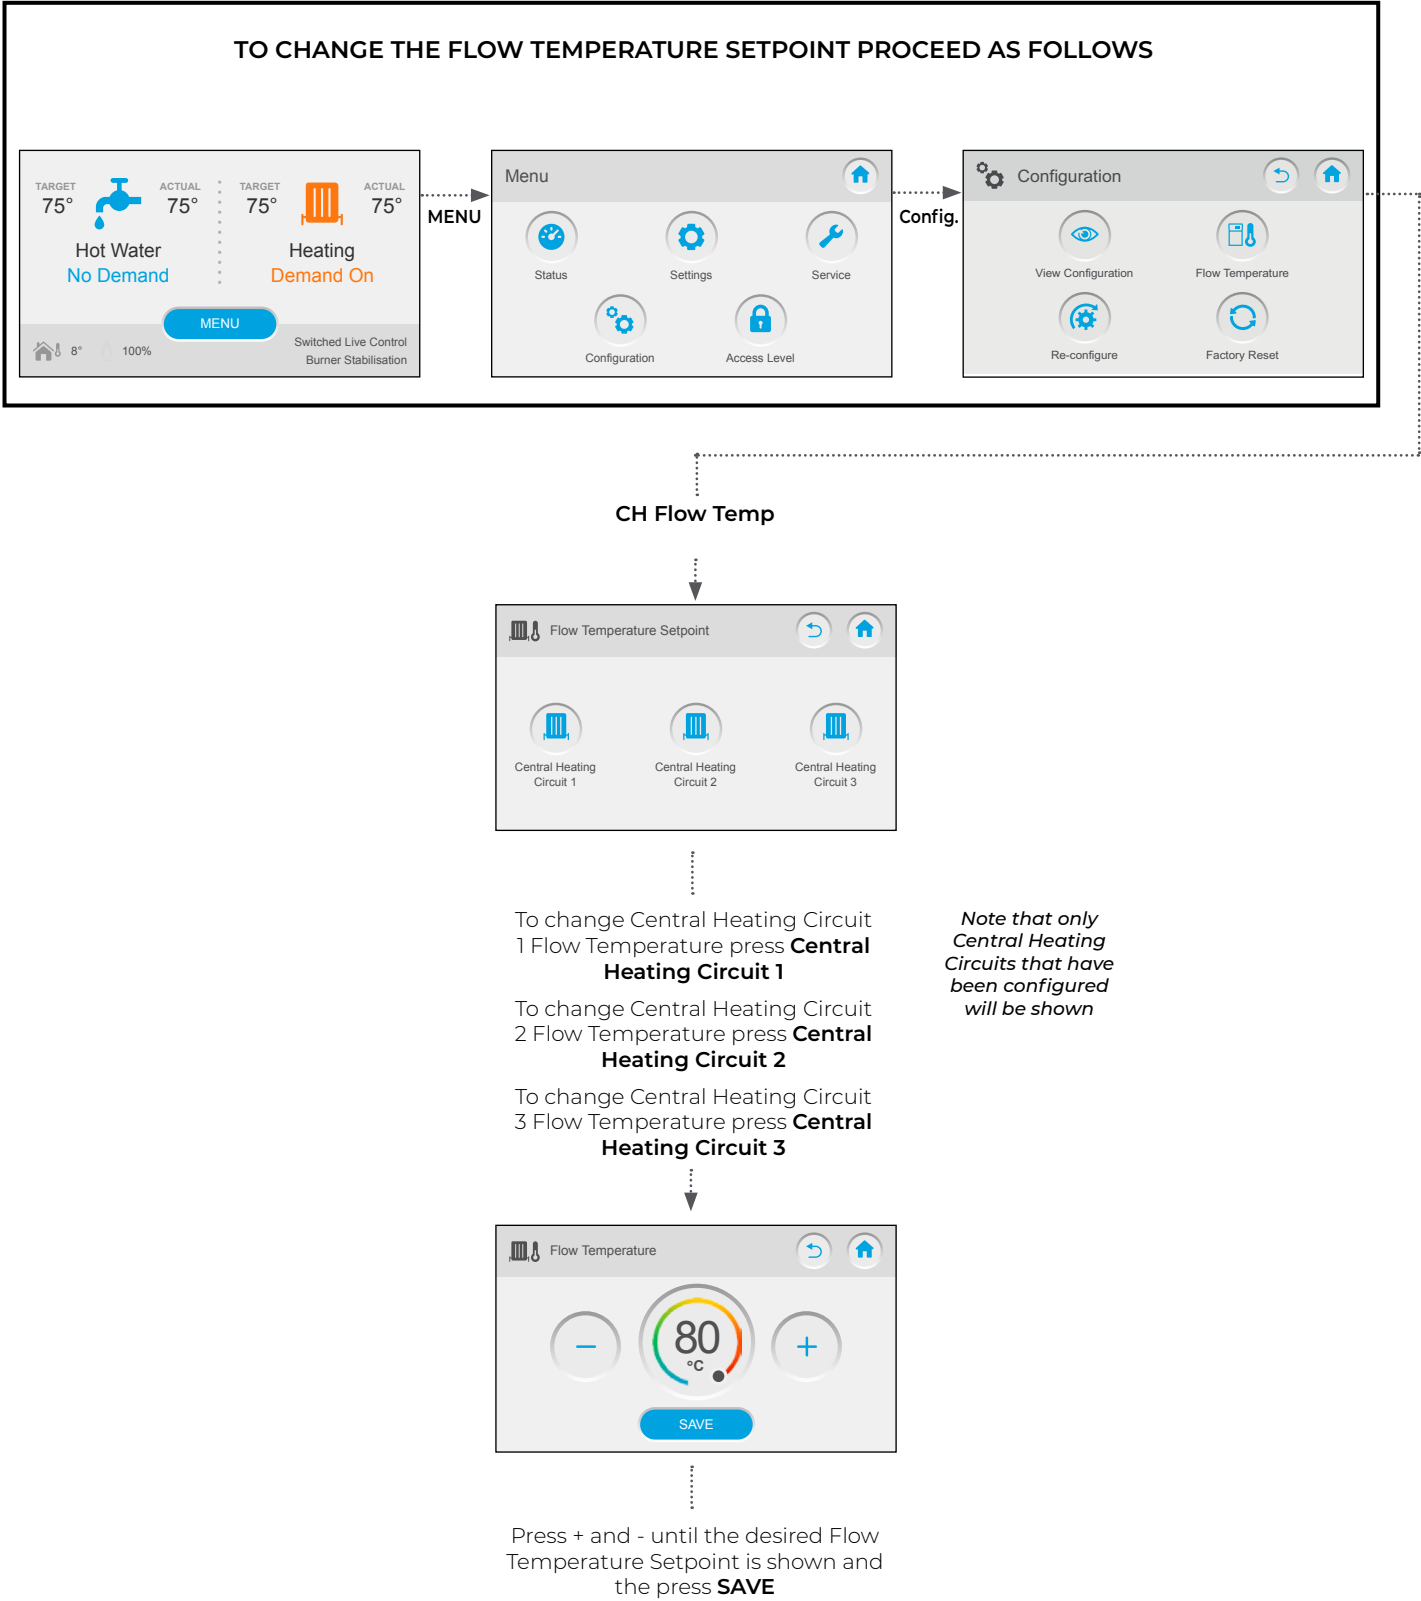 TO CHANGE THE FLOW TEMPERATURE SETPOINT PROCEED AS FOLLOWS
TARGET
75°
ACTUAL
75°
Hot Water
No Demand
TARGET
75°
ACTUAL
75°
Heating
Demand On
MENU
8°
100%
Switched Live Control
Burner Stabilisation
MENU
Menu
Status
Settings
Service
Configuration
Access Level
Config.
Configuration
View Configuration
Flow Temperature
Re-configure
Factory Reset
CH Flow Temp
Flow Temperature Setpoint
Central Heating
Circuit 1
Central Heating
Circuit 2
Central Heating
Circuit 3
To change Central Heating Circuit
1 Flow Temperature press Central
Heating Circuit 1
To change Central Heating Circuit
2 Flow Temperature press Central
Heating Circuit 2
To change Central Heating Circuit
3 Flow Temperature press Central
Heating Circuit 3
Note that only
Central Heating
Circuits that have
been configured
will be shown
Flow Temperature
−
80
°C
+
SAVE
Press + and - until the desired Flow
Temperature Setpoint is shown and
the press SAVE